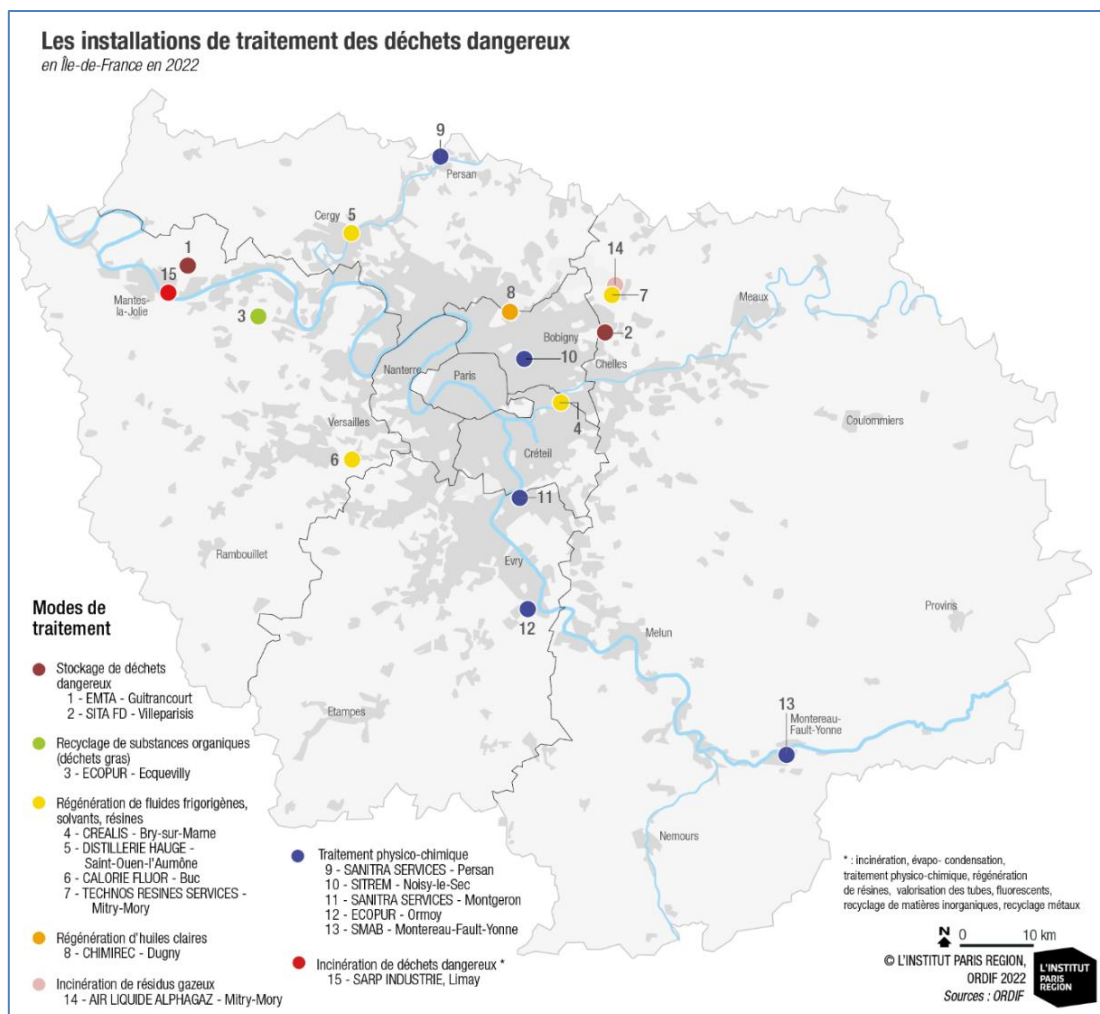 Les installations de traitement des déchets dangereux
en Île-de-France en 2022
9
Persan
Cergy
5
14
1
15
Mantes-
la-Jolie
3
8
7
Meaux
Bobigny
2
10
Chelles
Nanterre
Paris
4
Versailles
Coulommiers
6
Créteil
11
Rambouillet
Evry
12
Provins
Melun
Etampes
13
Montereau-
Fault-Yonne
Nemours
Modes de
traitement
Stockage de déchets
dangereux
1 - EMTA - Guitrancourt
2 - SITA FD - Villeparisis
Recyclage de substances organiques
(déchets gras)
3 - ECOPUR - Ecquevilly
Régénération de fluides frigorigènes,
solvants, résines
4 - CREALIS - Bry-sur-Marne
5 - DISTILLERIE HAUGE -
Saint-Ouen-l'Aumône
6 - CALORIE FLUOR - Buc
7 - TECHNOS RESINES SERVICES -
Mitry-Mory
Régénération d'huiles claires
8 - CHIMIREC - Dugny
Incinération de résidus gazeux
14 - AIR LIQUIDE ALPHAGAZ - Mitry-Mory
Traitement physico-chimique
9 - SANITRA SERVICES - Persan
10 - SITREM - Noisy-le-Sec
11 - SANITRA SERVICES - Montgeron
12 - ECOPUR - Ormoy
13 - SMAB - Montereau-Fault-Yonne
Incinération de déchets dangereux *
15 - SARP INDUSTRIE, Limay
* : incinération, évapo- condensation,
traitement physico-chimique, régénération
de résines, valorisation des tubes, fluorescents,
recyclage de matières inorganiques, recyclage métaux
N 0 10 km
© L'INSTITUT PARIS REGION,
ORDIF 2022
Sources : ORDIF
L'INSTITUT
PARIS
REGION